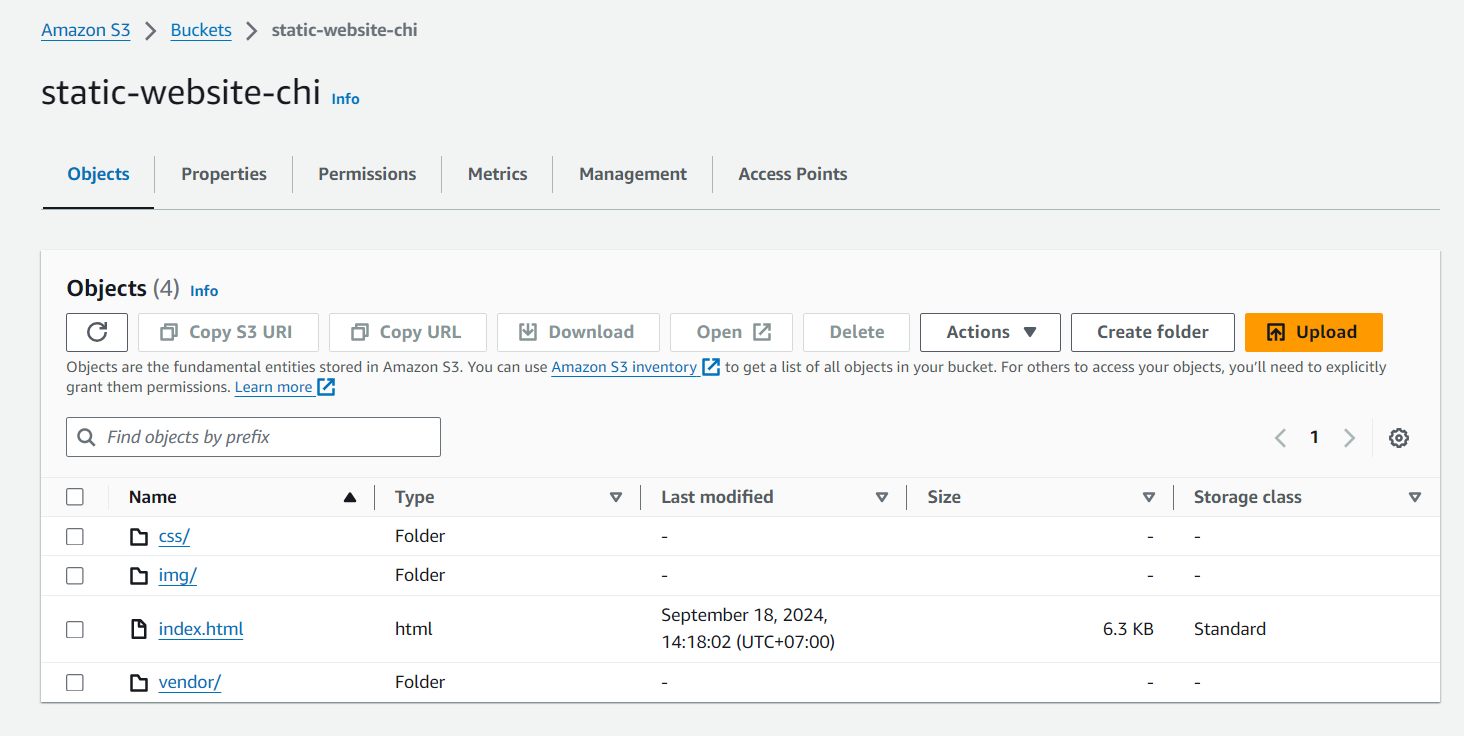 Amazon S3 Buckets static-website-chi
static-website-chi Info
Objects Properties Permissions Metrics Management Access Points
Objects (4) Info
Copy S3 URI Copy URL Download Open Delete Actions Create folder Upload
Objects are the fundamental entities stored in Amazon S3. You can use Amazon S3 inventory to get a list of all objects in your bucket. For others to access your objects, you'll need to explicitly
grant them permissions. Learn more
Find objects by prefix 1
Name Type Last modified Size Storage class
css/ Folder - - -
img/ Folder - - -
index.html html September 18, 2024, 6.3 KB Standard
14:18:02 (UTC+07:00)
vendor/ Folder - - -